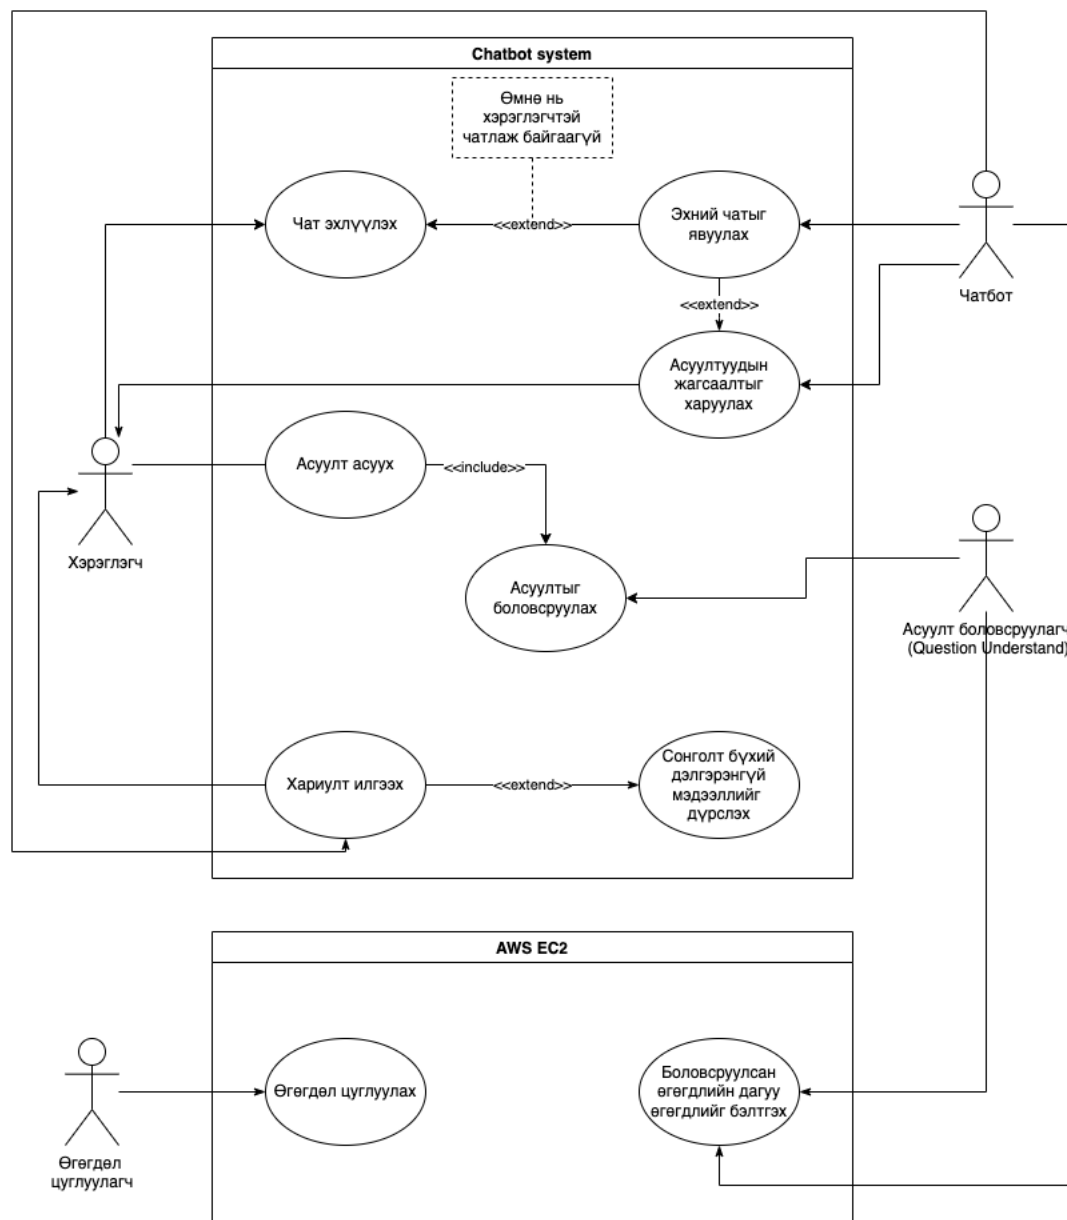 Chatbot system
Өмнө нь
хэрэглэгчтэй
чатлаж байгаагүй
Чат эхлүүлэх
<<extend>>
Эхний чатыг
явуулах
Чатбот
<<extend>>
Асуултуудын
жагсаалтыг
харуулах
Асуулт асуух
<<include>>
Хэрэглэгч
Асуултыг
боловсруулах
Асуулт боловсруулагч
(Question Understand)
Хариулт илгээх
<<extend>>
Сонголт бүхий
дэлгэрэнгүй
мэдээллийг
дүрслэх
AWS EC2
Өгөгдөл цуглуулах
Боловсруулсан
өгөгдлийн дагуу
өгөгдлийг бэлтгэх
Өгөгдөл
цуглуулагч